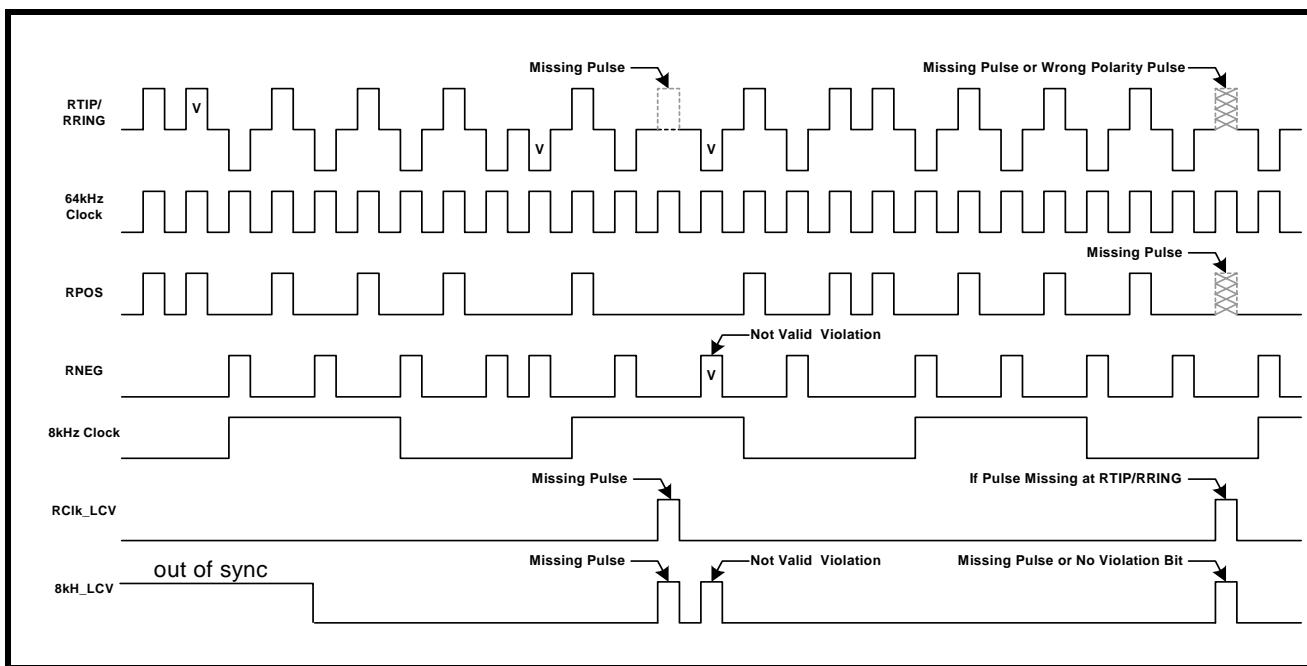 Missing Pulse
Missing Pulse or Wrong Polarity Pulse
RTIP/
RRING
V
V
V
64kHz
Clock
Missing Pulse
RPOS
Not Valid Violation
RNEG
V
8kHz Clock
Missing Pulse
If Pulse Missing at RTIP/RRING
RClk_LCV
out of sync
Missing Pulse
Not Valid Violation
Missing Pulse or No Violation Bit
8kH_LCV